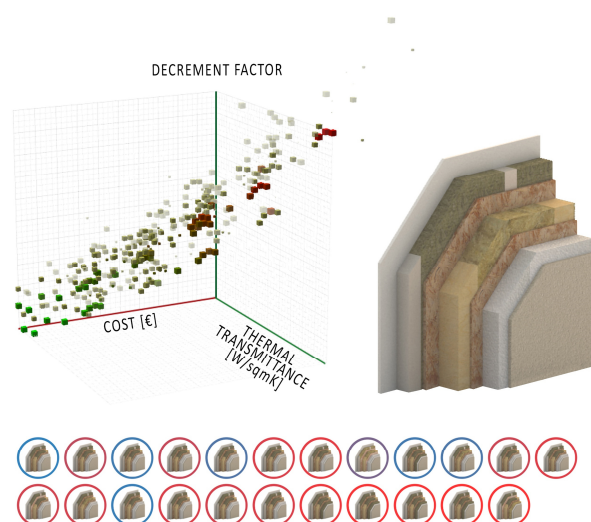 DECREMENT FACTOR
COST [€]
THERMAL
TRANSMITTANCE
[W/sqmK]